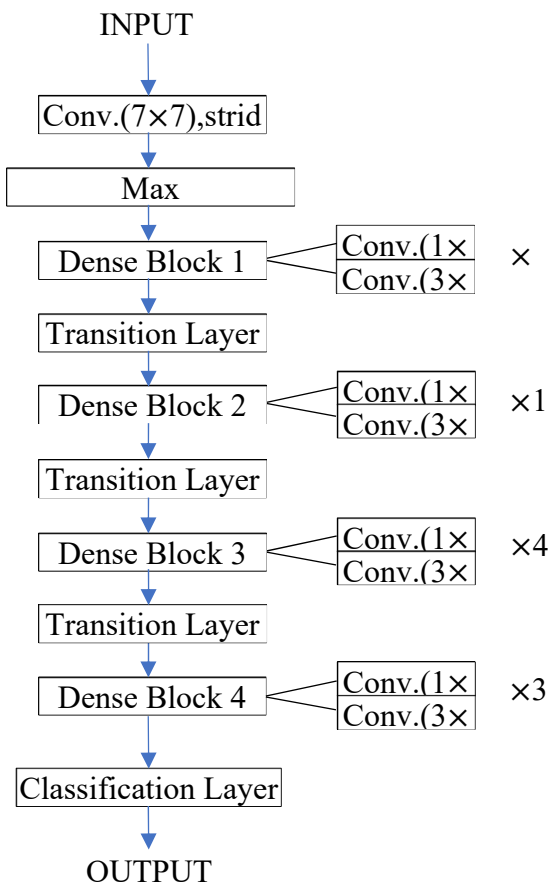 INPUT
Conv.(7×7),strid
Max
Dense Block 1
Conv.(1×
Conv.(3×
×
Transition Layer
Dense Block 2
Conv.(1×
Conv.(3×
×1
Transition Layer
Dense Block 3
Conv.(1×
Conv.(3×
×4
Transition Layer
Dense Block 4
Conv.(1×
Conv.(3×
×3
Classification Layer
OUTPUT